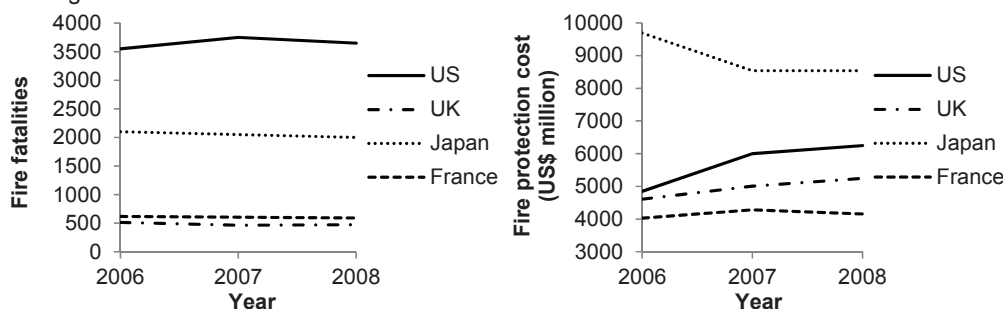 4000
3500
3000
2500
2000
1500
1000
500
0
Fire fatalities
2006 2007 2008
Year
US
UK
Japan
France
10000
9000
8000
7000
6000
5000
4000
3000
Fire protection cost
(US$ million)
2006 2007 2008
Year
US
UK
Japan
France